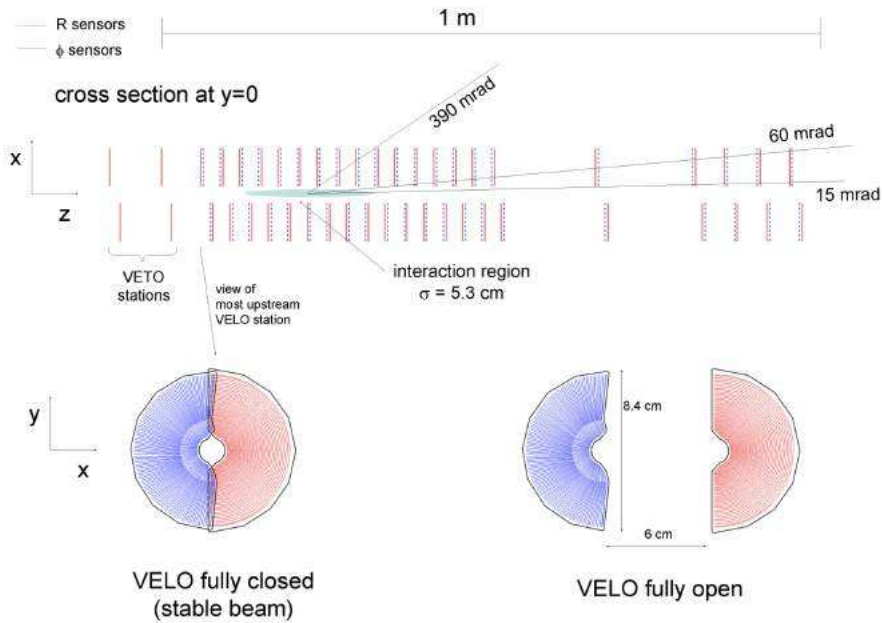 R sensors
ϕ sensors
1 m
cross section at y=0
390 mrad
60 mrad
15 mrad
x
z
VETO
stations
view of
most upstream
VELO station
interaction region
σ = 5.3 cm
y
x
8.4 cm
6 cm
VELO fully closed
(stable beam)
VELO fully open